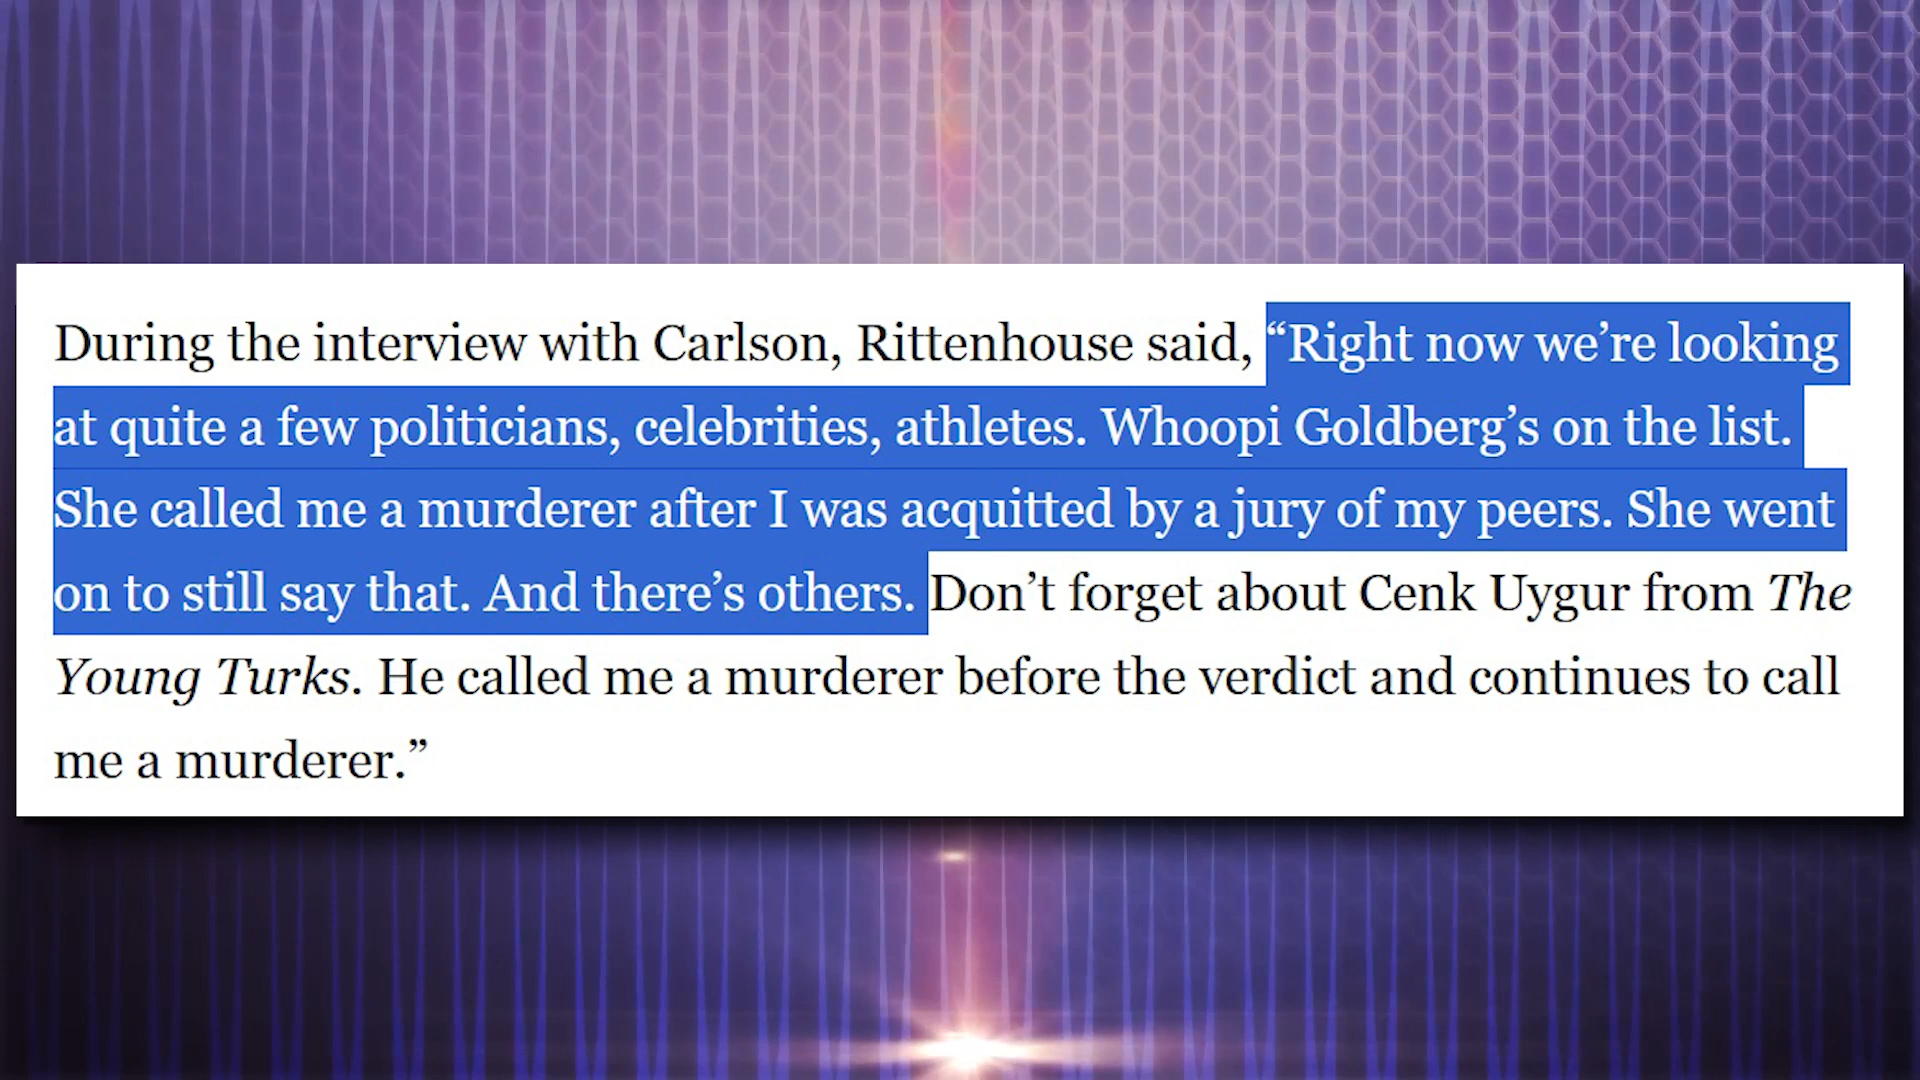 During the interview with Carlson, Rittenhouse said, “Right now we’re looking
at quite a few politicians, celebrities, athletes. Whoopi Goldberg’s on the list.
She called me a murderer after I was acquitted by a jury of my peers. She went
on to still say that. And there’s others. Don’t forget about Cenk Uygur from The
Young Turks. He called me a murderer before the verdict and continues to call
me a murderer.”